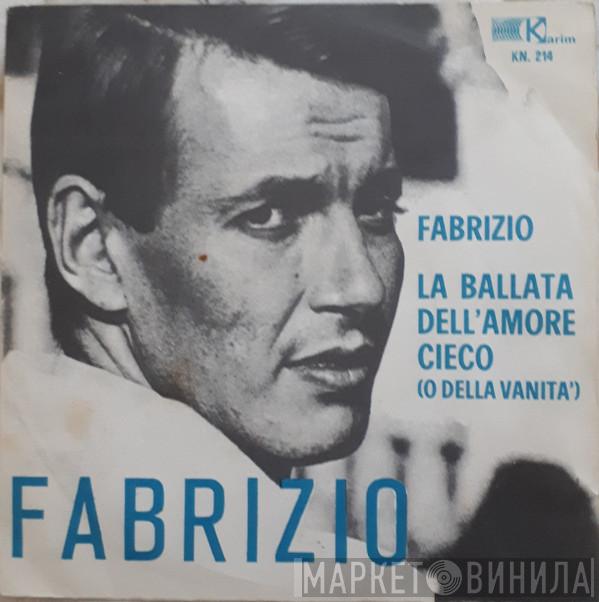 Karim
KN. 214
FABRIZIO
LA BALLATA
DELL'AMORE
CIECO
(O DELLA VANITA')
FABRIZIO
МАРКЕТ ВИНИЛА